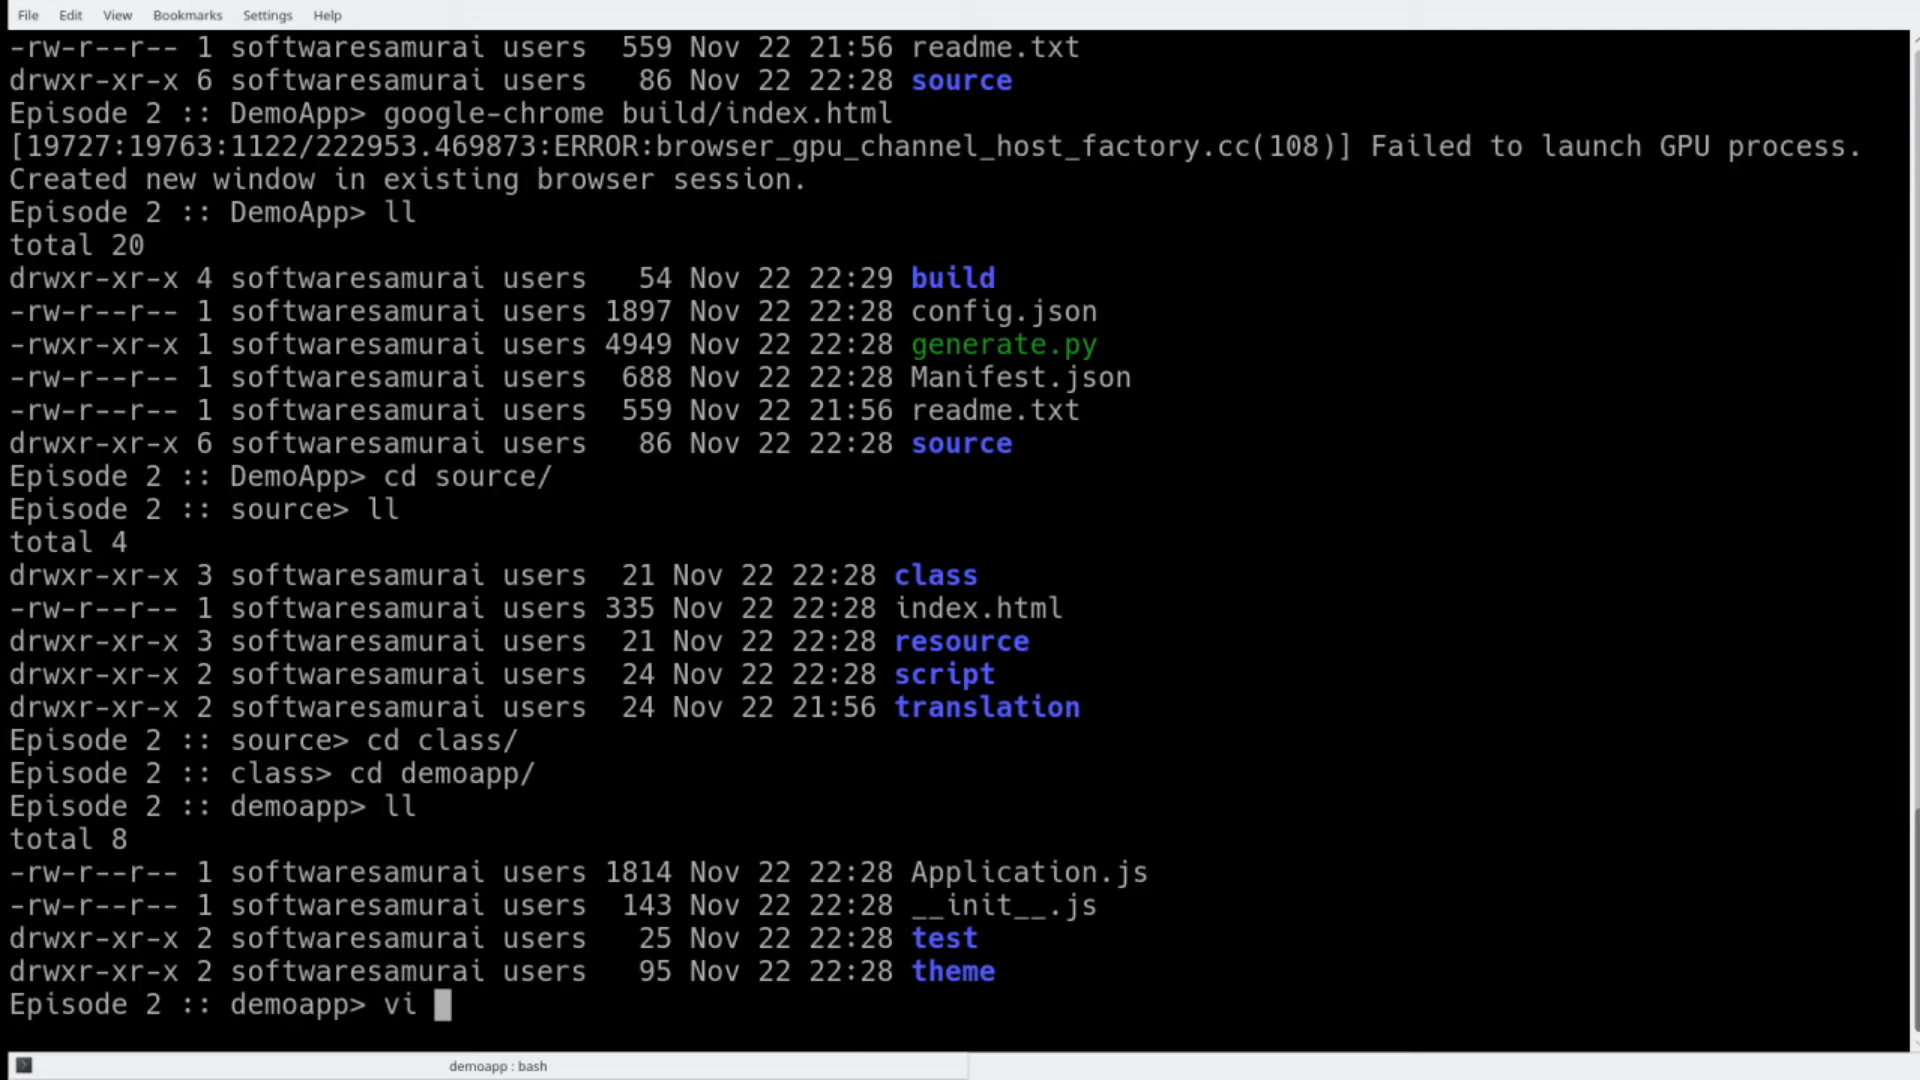 File Edit View Bookmarks Settings Help
-rw-r--r-- 1 softwaresamurai users  559 Nov 22 21:56 readme.txt
drwxr-xr-x 6 softwaresamurai users   86 Nov 22 22:28 source
Episode 2 :: DemoApp> google-chrome build/index.html
[19727:19763:1122/222953.469873:ERROR:browser_gpu_channel_host_factory.cc(108)] Failed to launch GPU process.
Created new window in existing browser session.
Episode 2 :: DemoApp> ll
total 20
drwxr-xr-x 4 softwaresamurai users   54 Nov 22 22:29 build
-rw-r--r-- 1 softwaresamurai users 1897 Nov 22 22:28 config.json
-rwxr-xr-x 1 softwaresamurai users 4949 Nov 22 22:28 generate.py
-rw-r--r-- 1 softwaresamurai users  688 Nov 22 22:28 Manifest.json
-rw-r--r-- 1 softwaresamurai users  559 Nov 22 21:56 readme.txt
drwxr-xr-x 6 softwaresamurai users   86 Nov 22 22:28 source
Episode 2 :: DemoApp> cd source/
Episode 2 :: source> ll
total 4
drwxr-xr-x 3 softwaresamurai users  21 Nov 22 22:28 class
-rw-r--r-- 1 softwaresamurai users 335 Nov 22 22:28 index.html
drwxr-xr-x 3 softwaresamurai users  21 Nov 22 22:28 resource
drwxr-xr-x 2 softwaresamurai users  24 Nov 22 22:28 script
drwxr-xr-x 2 softwaresamurai users  24 Nov 22 21:56 translation
Episode 2 :: source> cd class/
Episode 2 :: class> cd demoapp/
Episode 2 :: demoapp> ll
total 8
-rw-r--r-- 1 softwaresamurai users 1814 Nov 22 22:28 Application.js
-rw-r--r-- 1 softwaresamurai users  143 Nov 22 22:28 __init__.js
drwxr-xr-x 2 softwaresamurai users   25 Nov 22 22:28 test
drwxr-xr-x 2 softwaresamurai users   95 Nov 22 22:28 theme
Episode 2 :: demoapp> vi
demoapp : bash